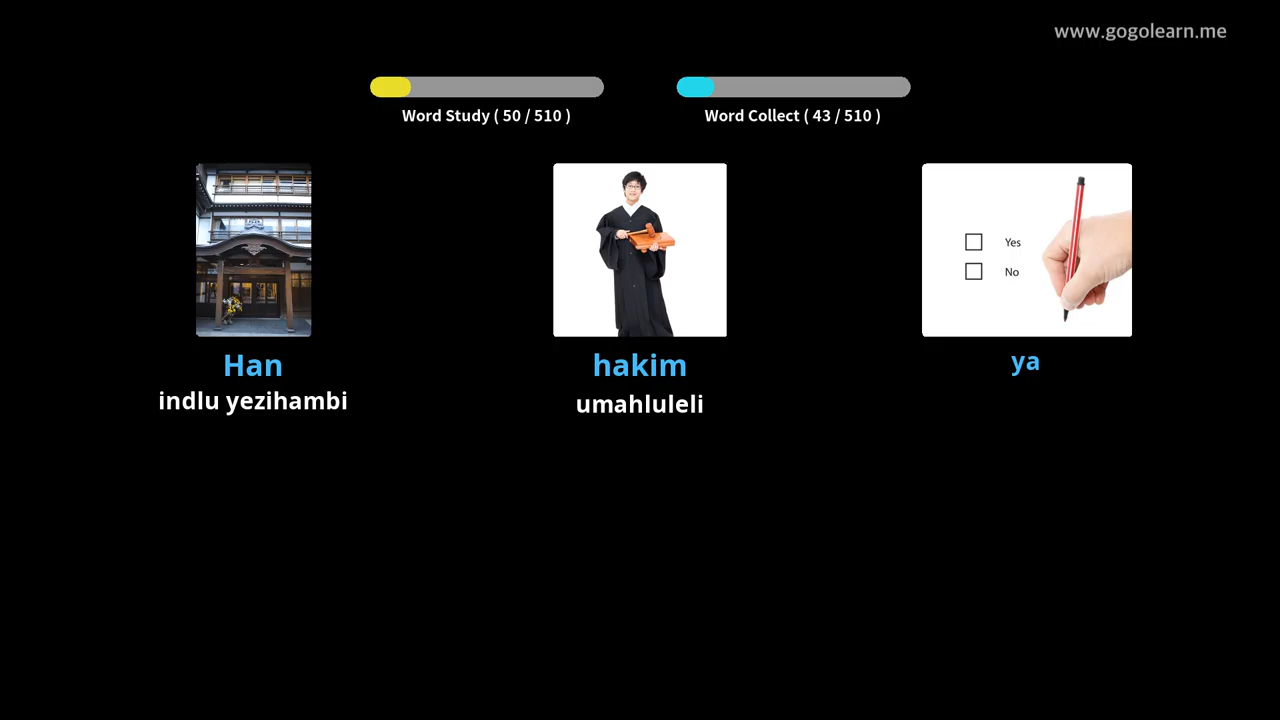 www.gogolearn.me
Word Study ( 50 / 510 )
Word Collect ( 43 / 510 )
Yes
No
Han
hakim
ya
indlu yezihambi
umahluleli